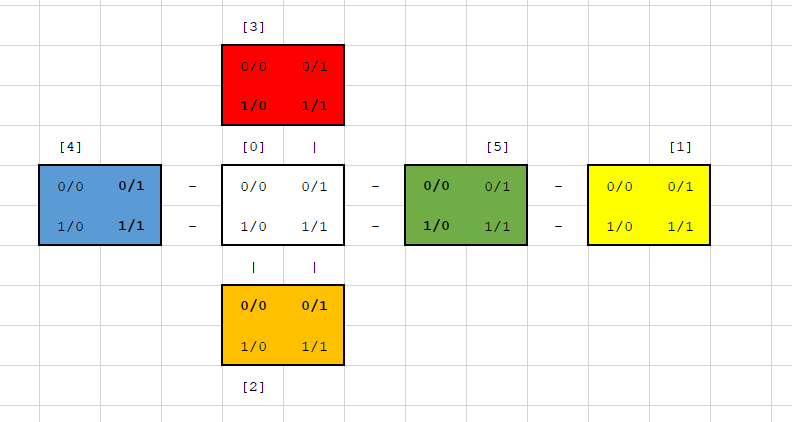 [3]
0/0 0/1
1/0 1/1
[4] [0] | [5] [1]
0/0 0/1 – 0/0 0/1 – 0/0 0/1 – 0/0 0/1
1/0 1/1 – 1/0 1/1 – 1/0 1/1 – 1/0 1/1
| |
0/0 0/1
1/0 1/1
[2]